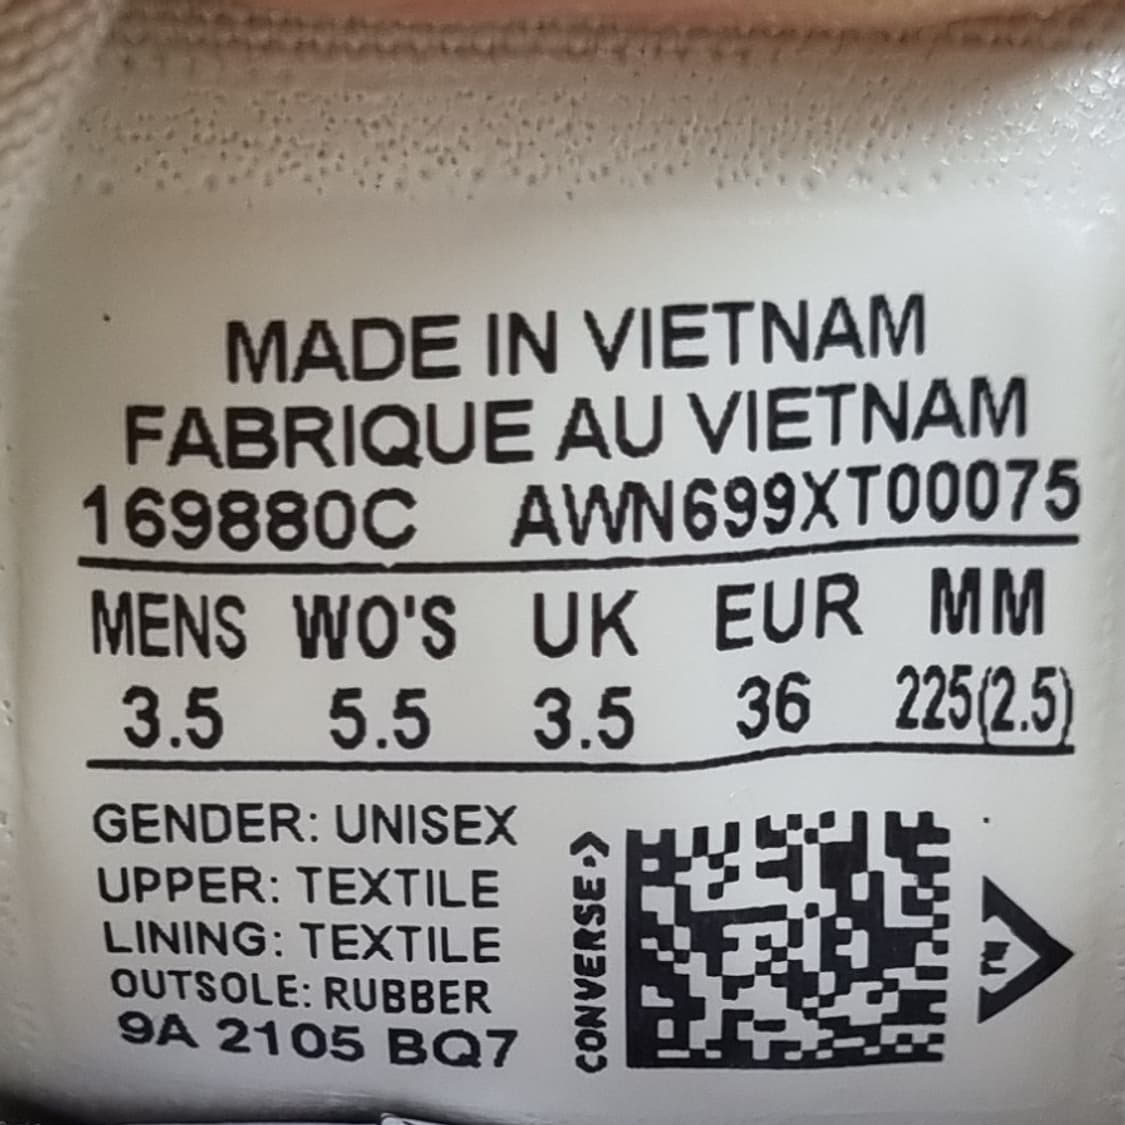 MADE IN VIETNAM
FABRIQUE AU VIETNAM
169880C AWN699XT00075
MENS WO'S UK EUR MM
3.5 5.5 3.5 36 225(2.5)
GENDER: UNISEX
UPPER: TEXTILE
LINING: TEXTILE
OUTSOLE: RUBBER
9A 2105 BQ7
CONVERSE